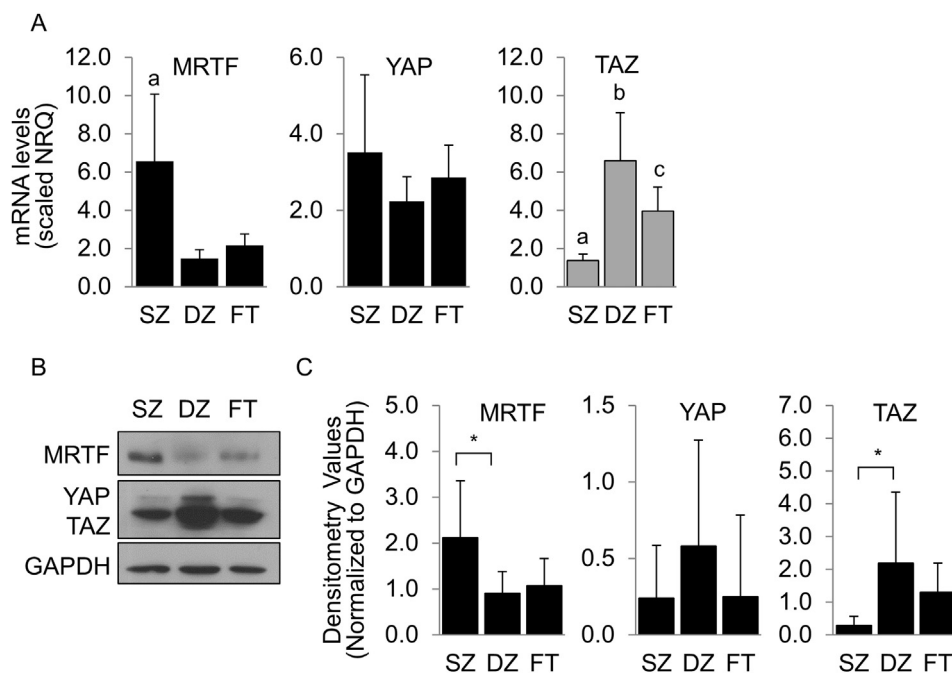 A
mRNA levels
(scaled NRQ)
MRTF
12.0
10.0
8.0
6.0
4.0
2.0
0.0
a
SZ DZ FT
YAP
6.0
4.0
2.0
0.0
SZ DZ FT
TAZ
12.0
10.0
8.0
6.0
4.0
2.0
0.0
a
b
c
SZ DZ FT
B
SZ DZ FT
MRTF
YAP
TAZ
GAPDH
C
Densitometry Values
(Normalized to GAPDH)
MRTF
5.0
4.0
3.0
2.0
1.0
0.0
*
SZ DZ FT
YAP
1.5
1.0
0.5
0.0
SZ DZ FT
TAZ
7.0
6.0
5.0
4.0
3.0
2.0
1.0
0.0
*
SZ DZ FT